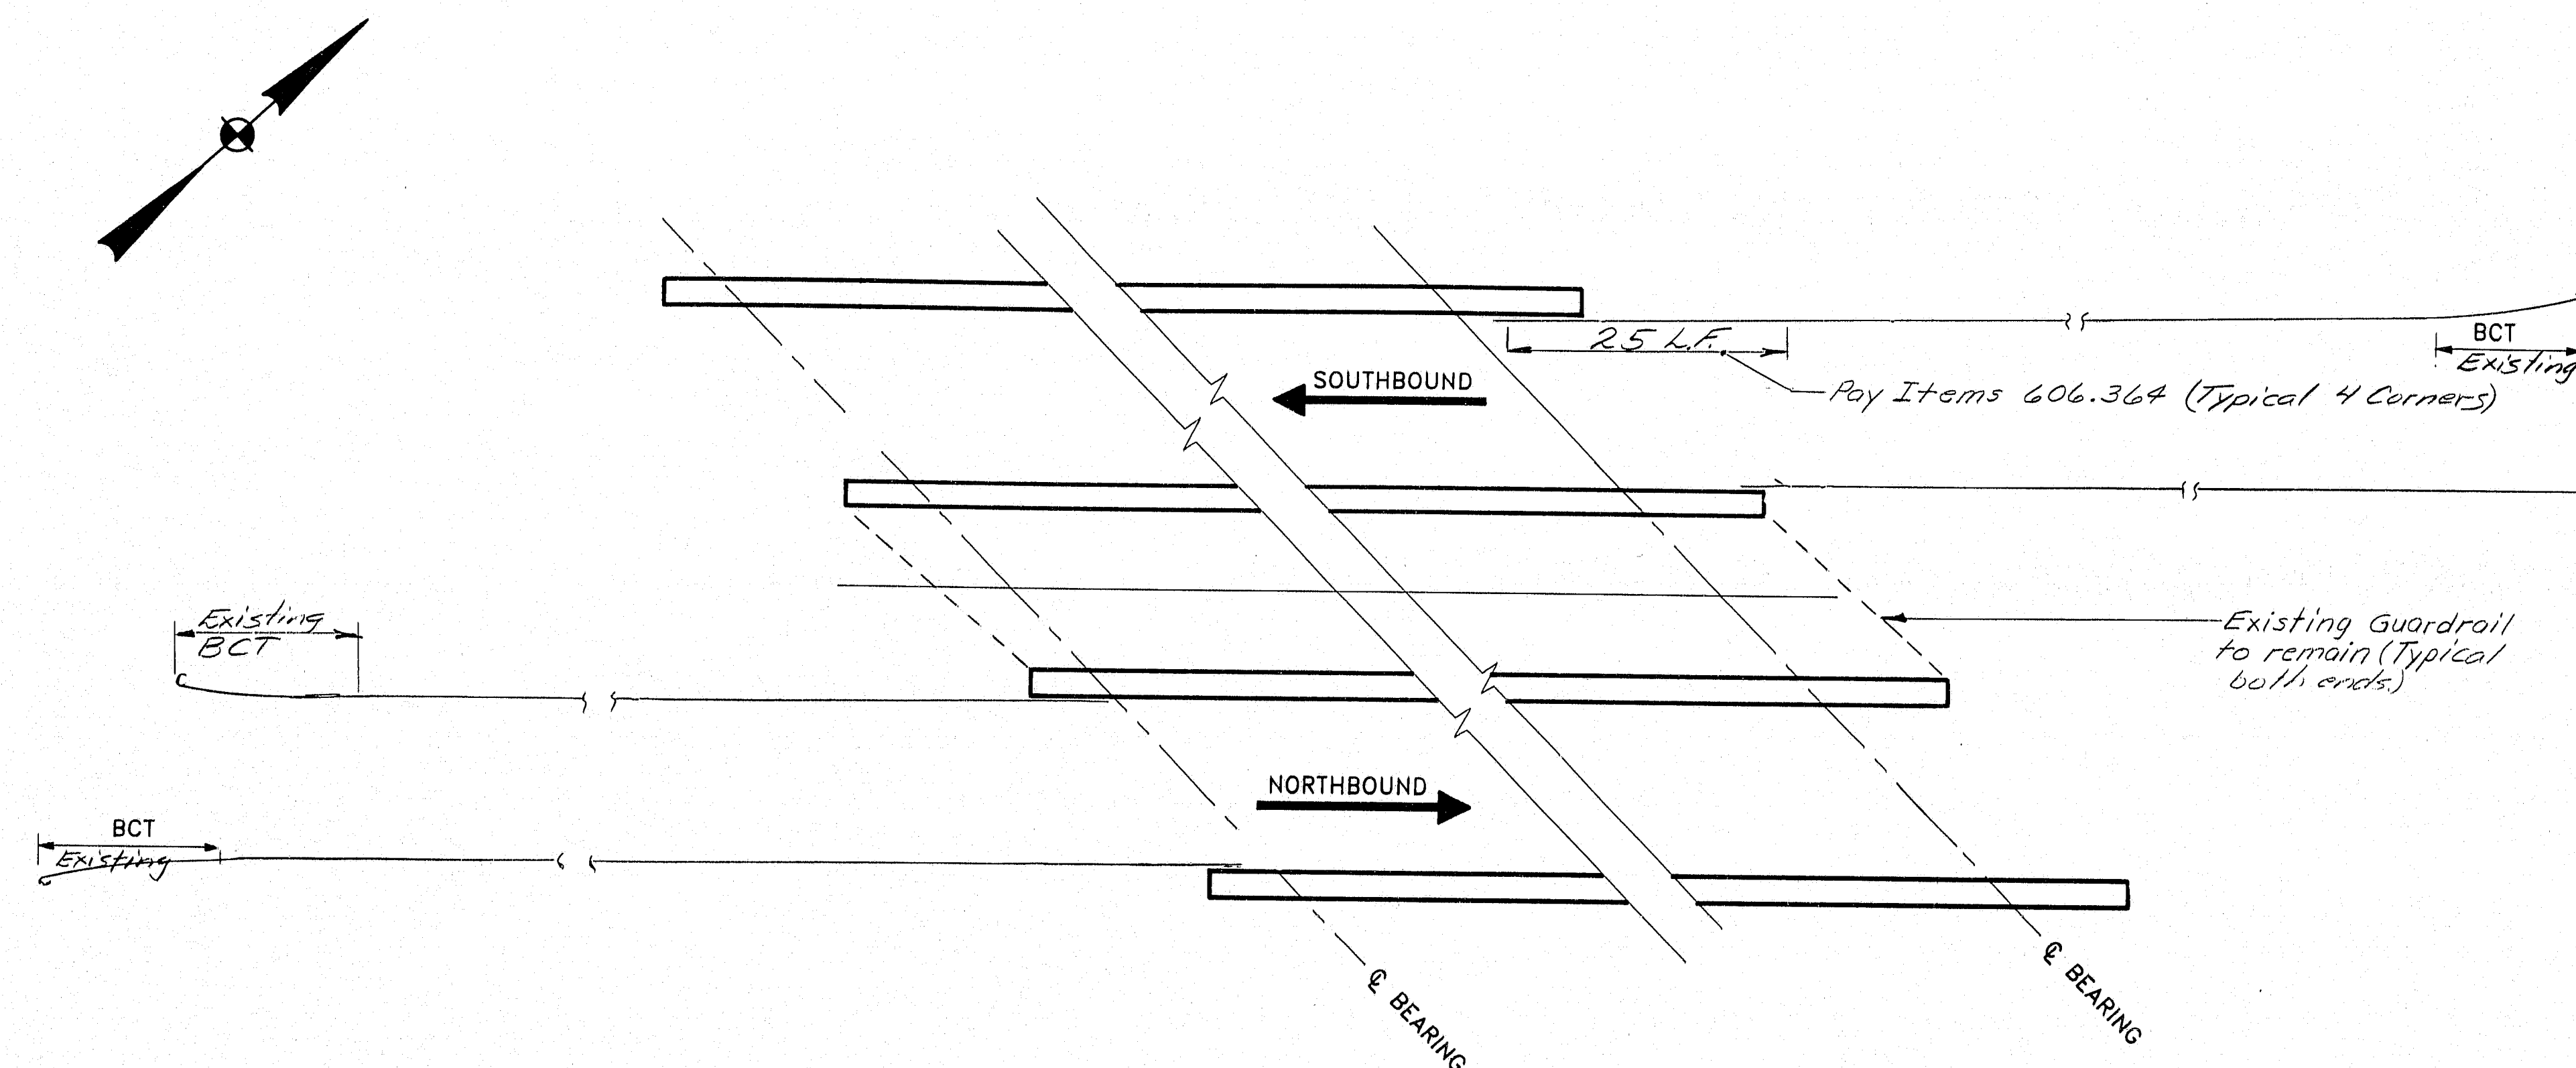 BCT
Existing
25 L.F.
SOUTHBOUND
Pay Items 606.364 (Typical 4 Corners)
Existing
BCT
Existing Guardrail
to remain (Typical
both ends.)
NORTHBOUND
BCT
Existing
℄ BEARING
℄ BEARING